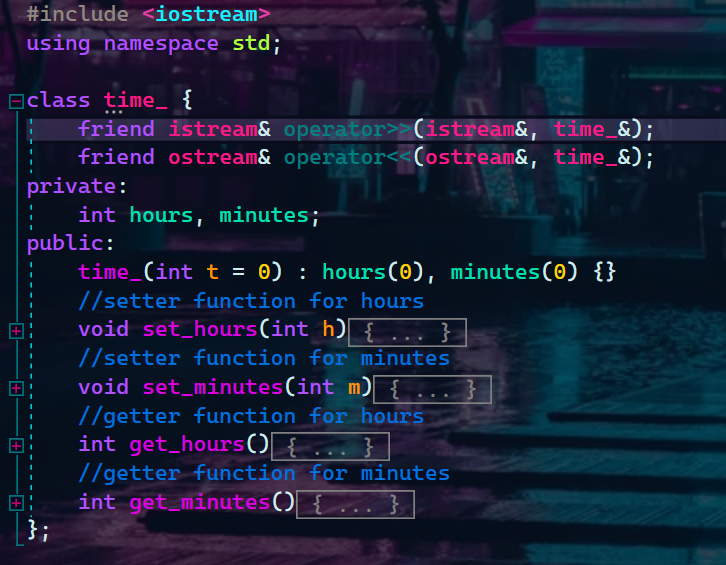 #include <iostream>
using namespace std;
class time_ {
friend istream& operator>>(istream&, time_&);
friend ostream& operator<<(ostream&, time_&);
private:
int hours, minutes;
public:
time_(int t = 0) : hours(0), minutes(0) {}
//setter function for hours
void set_hours(int h){ ... }
//setter function for minutes
void set_minutes(int m){ ... }
//getter function for hours
int get_hours(){ ... }
//getter function for minutes
int get_minutes(){ ... }
};